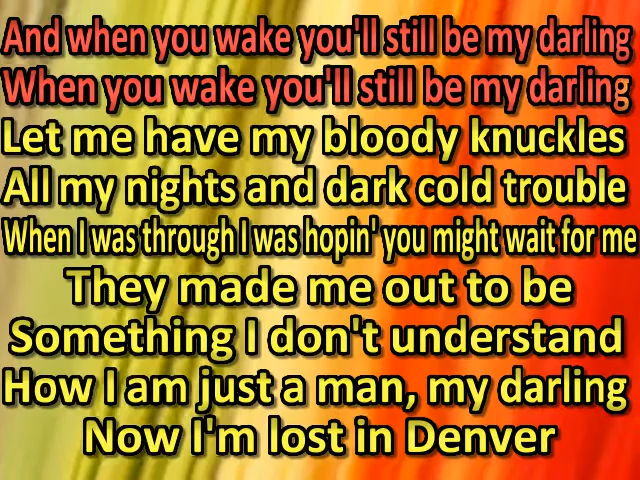 And when you wake you'll still be my darling
When you wake you'll still be my darling
Let me have my bloody knuckles
All my nights and dark cold trouble
When I was through I was hopin' you might wait for me
They made me out to be
Something I don't understand
How I am just a man, my darling
Now I'm lost in Denver